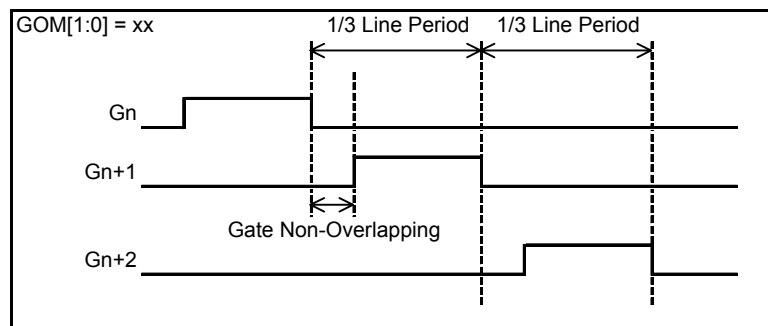 GOM[1:0] = xx
1/3 Line Period
1/3 Line Period
Gn
Gn+1
Gate Non-Overlapping
Gn+2